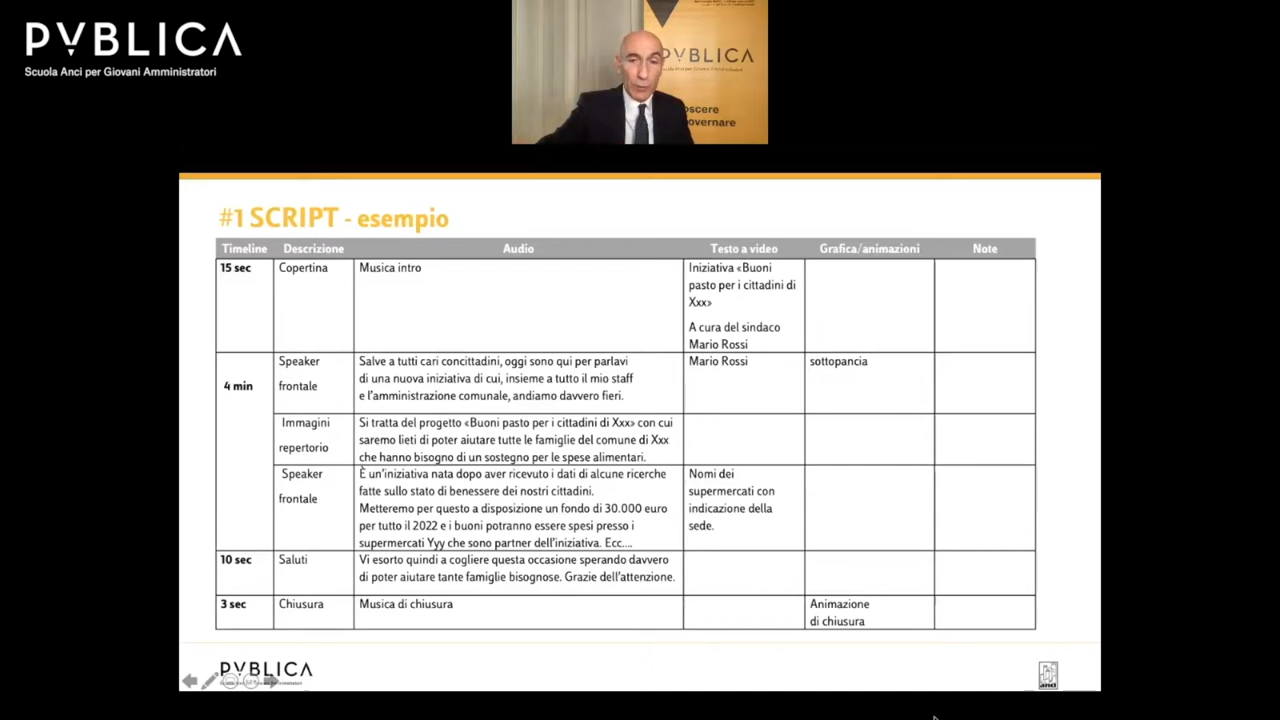 PVBLICA
Scuola Anci per Giovani Amministratori
PVBLICA
oscere
overnare
#1 SCRIPT - esempio
Timeline Descrizione Audio Testo a video Grafica/animazioni Note
15 sec Copertina Musica intro Iniziativa «Buoni
pasto per i cittadini di
Xxx»
A cura del sindaco
Mario Rossi
4 min Speaker
frontale
Salve a tutti cari concittadini, oggi sono qui per parlavi
di una nuova iniziativa di cui, insieme a tutto il mio staff
e l'amministrazione comunale, andiamo davvero fieri.
Mario Rossi
sottopancia
Immagini
repertorio
Si tratta del progetto «Buoni pasto per i cittadini di Xxx» con cui
saremo lieti di poter aiutare tutte le famiglie del comune di Xxx
che hanno bisogno di un sostegno per le spese alimentari.
Speaker
frontale
È un'iniziativa nata dopo aver ricevuto i dati di alcune ricerche
fatte sullo stato di benessere dei nostri cittadini.
Metteremo per questo a disposizione un fondo di 30.000 euro
per tutto il 2022 e i buoni potranno essere spesi presso i
supermercati Yyy che sono partner dell'iniziativa. Ecc....
Nomi dei
supermercati con
indicazione della
sede.
10 sec Saluti Vi esorto quindi a cogliere questa occasione sperando davvero
di poter aiutare tante famiglie bisognose. Grazie dell'attenzione.
3 sec Chiusura Musica di chiusura Animazione
di chiusura
PVBLICA
anci